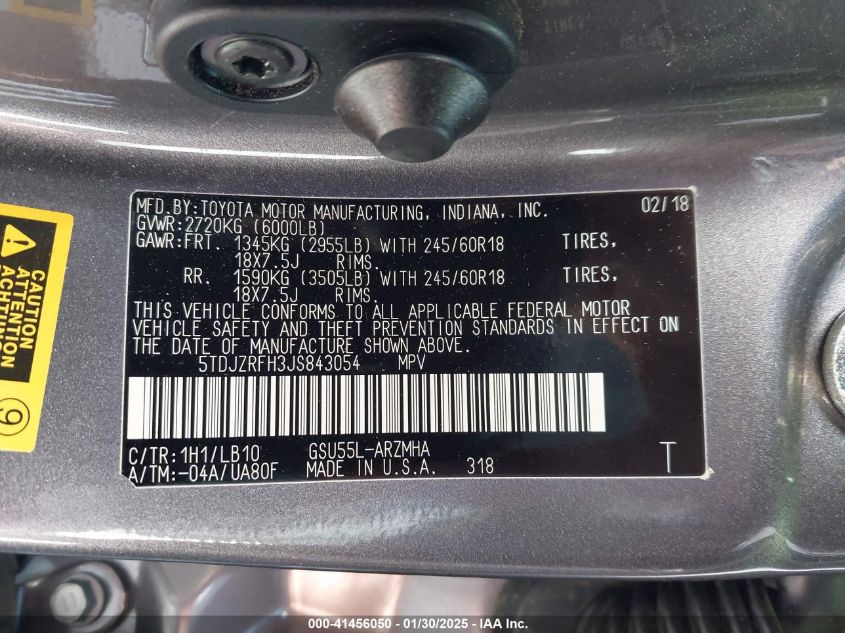 MFD.BY:TOYOTA MOTOR MANUFACTURING, INDIANA, INC. 02/18
GVWR:2720KG (6000LB)
GAWR:FRT. 1345KG (2955LB) WITH 245/60R18 TIRES,
18X7.5J RIMS.
RR. 1590KG (3505LB) WITH 245/60R18 TIRES,
18X7.5J RIMS.
THIS VEHICLE CONFORMS TO ALL APPLICABLE FEDERAL MOTOR
VEHICLE SAFETY AND THEFT PREVENTION STANDARDS IN EFFECT ON
THE DATE OF MANUFACTURE SHOWN ABOVE.
5TDJZRFH3JS843054 MPV
C/TR:1H1/LB10 GSU55L-ARZMHA
A/TM:-04A/UA80F MADE IN U.S.A. 318 T
CAUTION
ATTENTION
ACHTUNG
9
000-41456050 - 01/30/2025 - © IAA Inc.